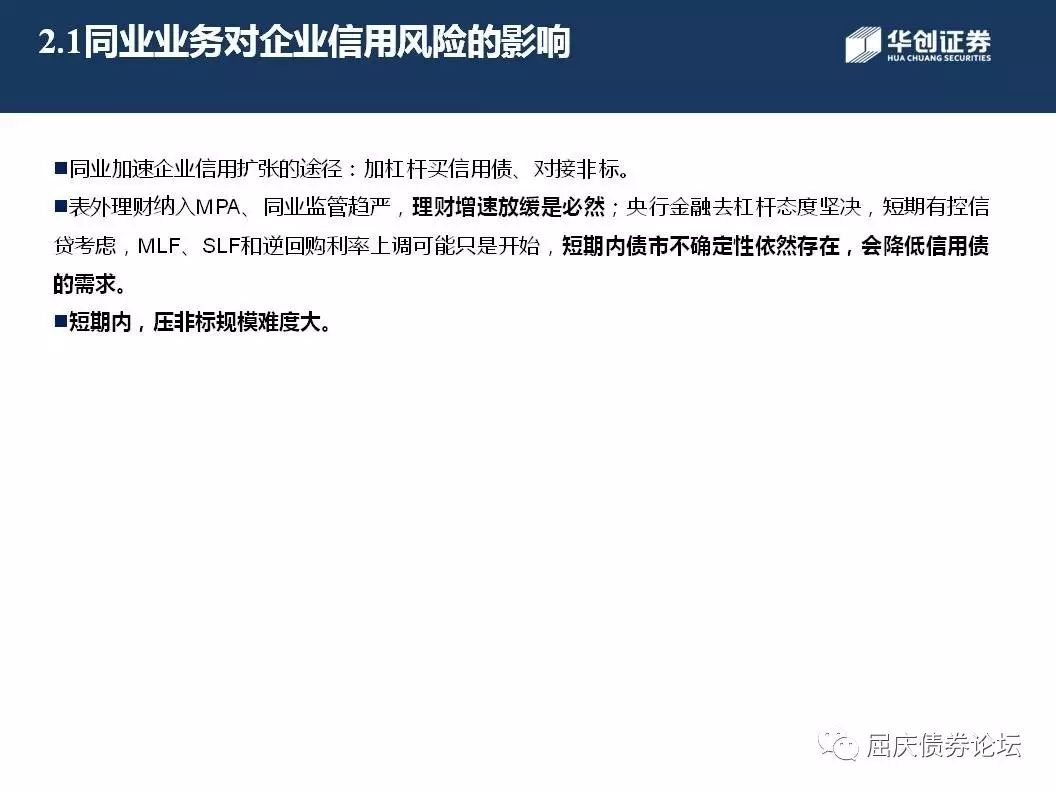 2.1同业业务对企业信用风险的影响
华创证券
HUA CHUANG SECURITIES
■同业加速企业信用扩张的途径：加杠杆买信用债、对接非标。
■表外理财纳入MPA、同业监管趋严，理财增速放缓是必然；央行金融去杠杆态度坚决，短期有控信
贷考虑，MLF、SLF和逆回购利率上调可能只是开始，短期内债市不确定性依然存在，会降低信用债
的需求。
■短期内，压非标规模难度大。
屈庆债券论坛